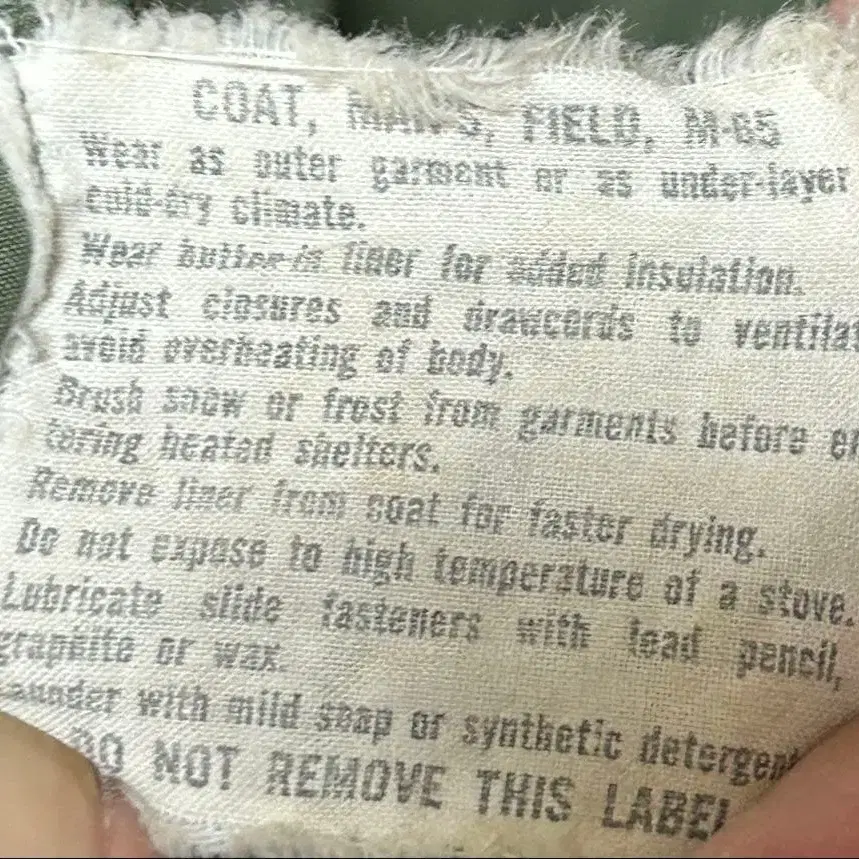 COAT, MAN'S, FIELD, M-65
Wear as outer garment or as under-layer
cold-dry climate.
Wear button-in liner for added insulation.
Adjust closures and drawcords to ventilat
avoid overheating of body.
Brush snow or frost from garments before en
tering heated shelters.
Remove liner from coat for faster drying.
Do not expose to high temperature of a stove.
Lubricate slide fasteners with lead pencil,
graphite or wax.
aunder with mild soap or synthetic detergent
DO NOT REMOVE THIS LABEL